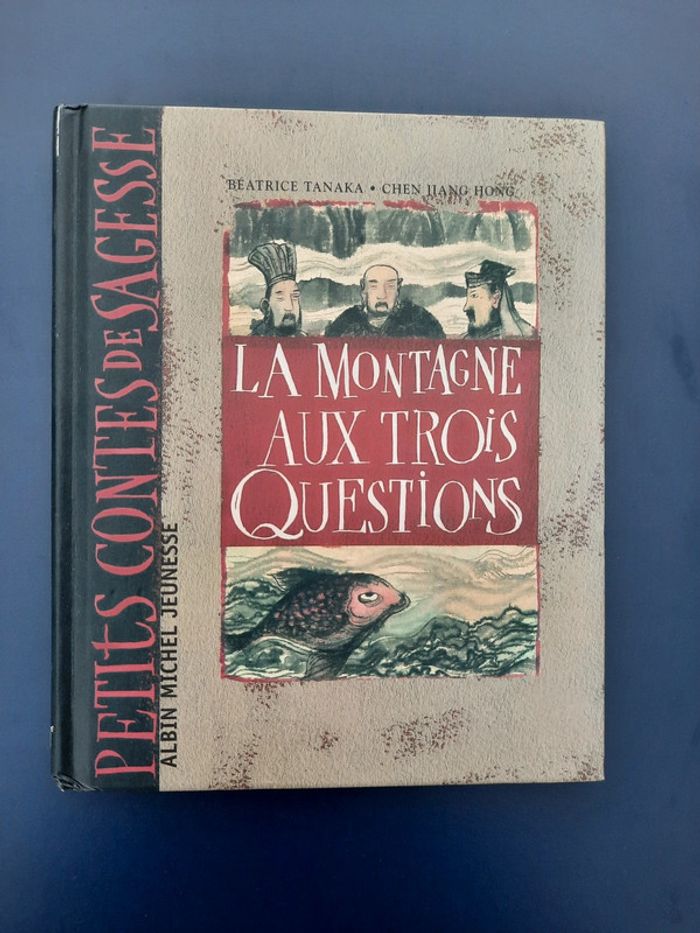 PETITS CONTES DE SAGESSE
ALBIN MICHEL JEUNESSE
BÉATRICE TANAKA • CHEN JIANG HONG
LA MONTAGNE
AUX TROIS
QUESTIONS